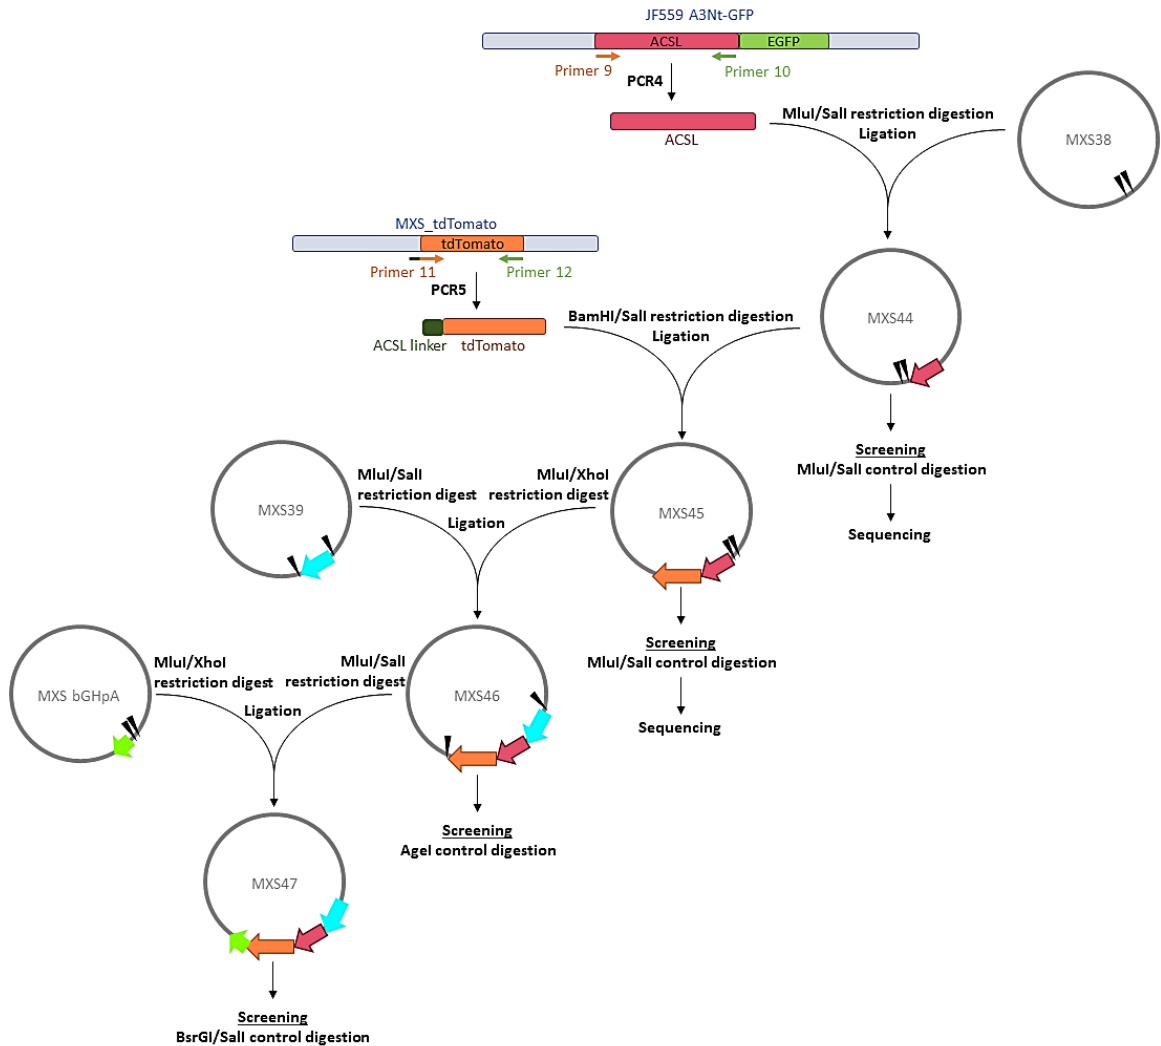 JF559 A3Nt-GFP
ACSL
EGFP
Primer 9
Primer 10
PCR4
ACSL
MluI/SalI restriction digestion
Ligation
MXS38
MXS_tdTomato
tdTomato
Primer 11
Primer 12
PCR5
ACSL linker
tdTomato
BamHI/SalI restriction digestion
Ligation
MXS44
Screening
MluI/SalI control digestion
Sequencing
MXS39
MluI/SalI
restriction digest
MluI/XhoI
restriction digest
Ligation
MXS45
Screening
MluI/SalI control digestion
Sequencing
MXS bGHpA
MluI/XhoI
restriction digest
MluI/SalI
restriction digest
Ligation
MXS46
Screening
AgeI control digestion
MXS47
Screening
BsrGI/SalI control digestion